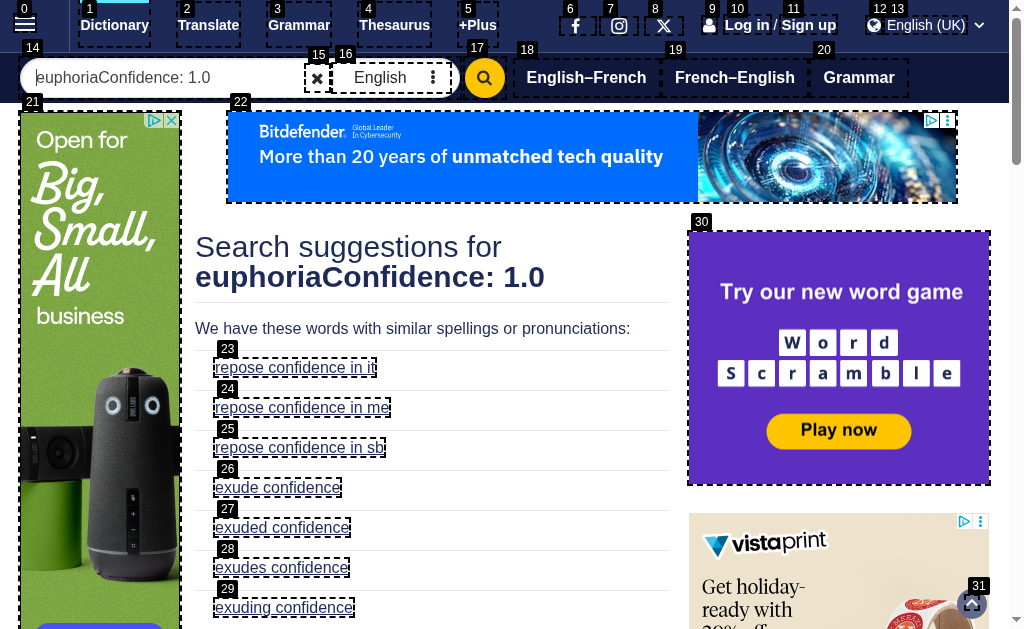 0 1 2 3 4 5 6 7 8 9 10 11 12 13
Dictionary Translate Grammar Thesaurus +Plus Log in / Sign up English (UK)
14 15 16 17 18 19 20
euphoriaConfidence: 1.0 English English–French French–English Grammar
21 22
Open for
Big,
Small,
All
business
Bitdefender Global Leader
In Cybersecurity
More than 20 years of unmatched tech quality
Search suggestions for
euphoriaConfidence: 1.0
We have these words with similar spellings or pronunciations:
23
repose confidence in it
24
repose confidence in me
25
repose confidence in sb
26
exude confidence
27
exuded confidence
28
exudes confidence
29
exuding confidence
30
Try our new word game
W o r d
S c r a m b l e
Play now
vistaprint
Get holiday-
ready with
31